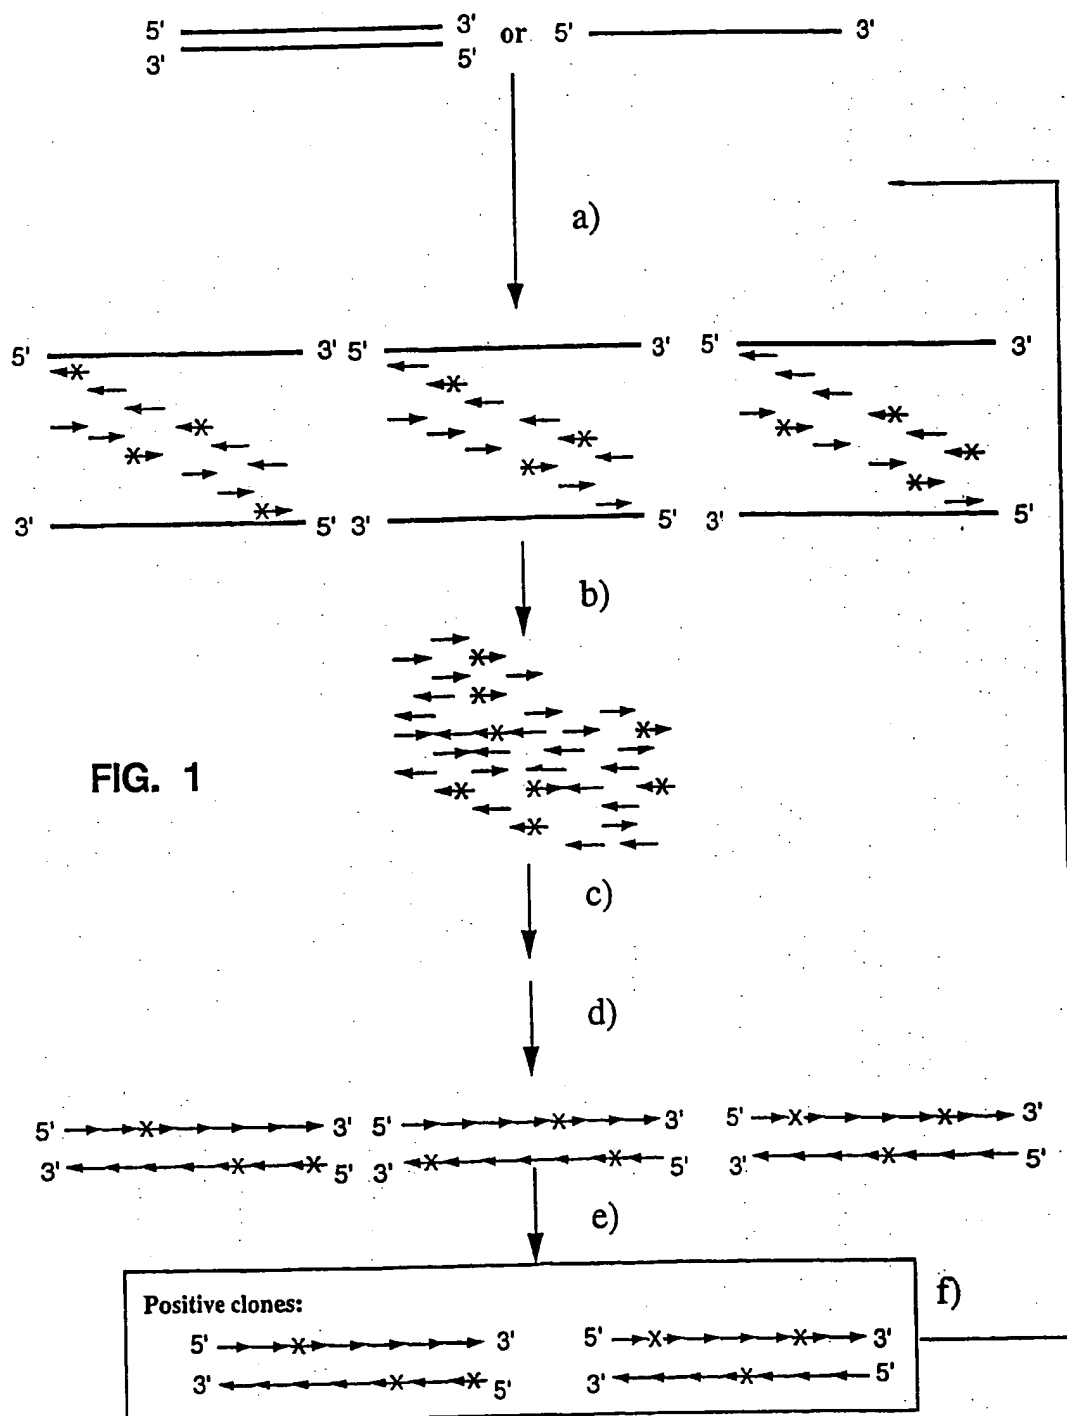 5' 3' or 5' 3'
3' 5'
a)
5' 3' 5' 3' 5' 3'
3' 5' 3' 5' 3' 5'
b)
FIG. 1
c)
d)
5' 3' 5' 3' 5' 3'
3' 5' 3' 5' 3' 5'
e)
f)
Positive clones:
5' 3' 5' 3'
3' 5' 3' 5'